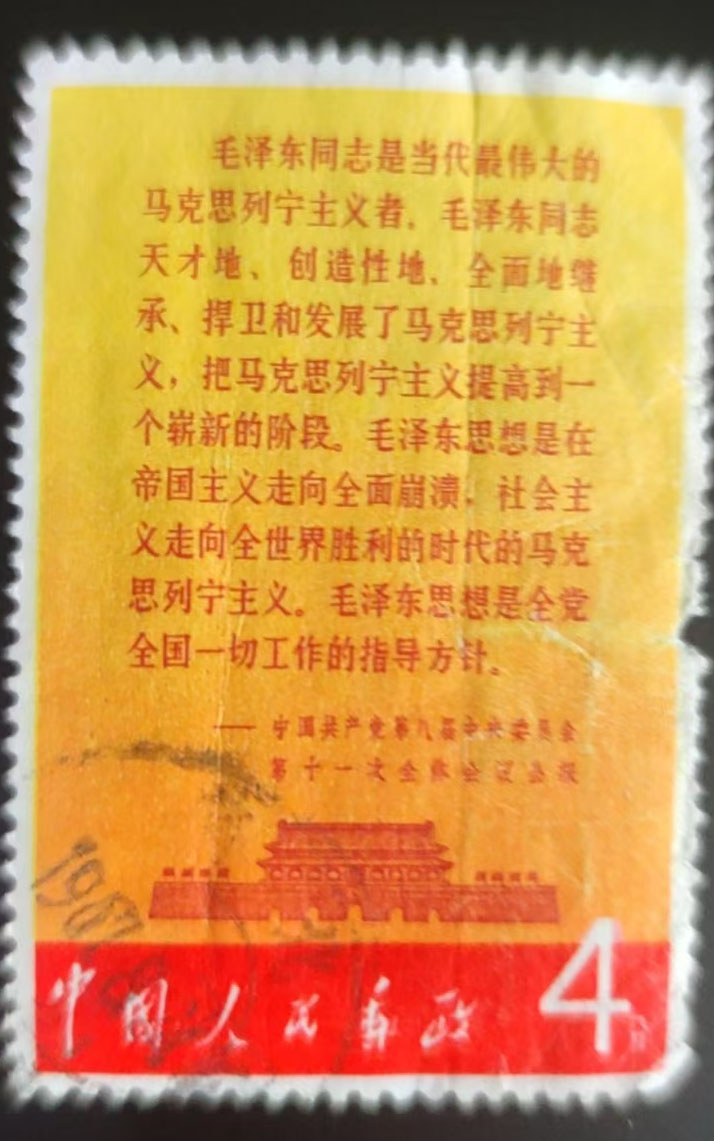 毛泽东同志是当代最伟大的
马克思列宁主义者。毛泽东同志
天才地、创造性地、全面地继
承、捍卫和发展了马克思列宁主
义，把马克思列宁主义提高到一
个崭新的阶段。毛泽东思想是在
帝国主义走向全面崩溃，社会主
义走向全世界胜利的时代的马克
思列宁主义。毛泽东思想是全党
全国一切工作的指导方针。
——中国共产党第八届中央委员会
第十一次全体会议公报
中国人民邮政 4分
1987.8